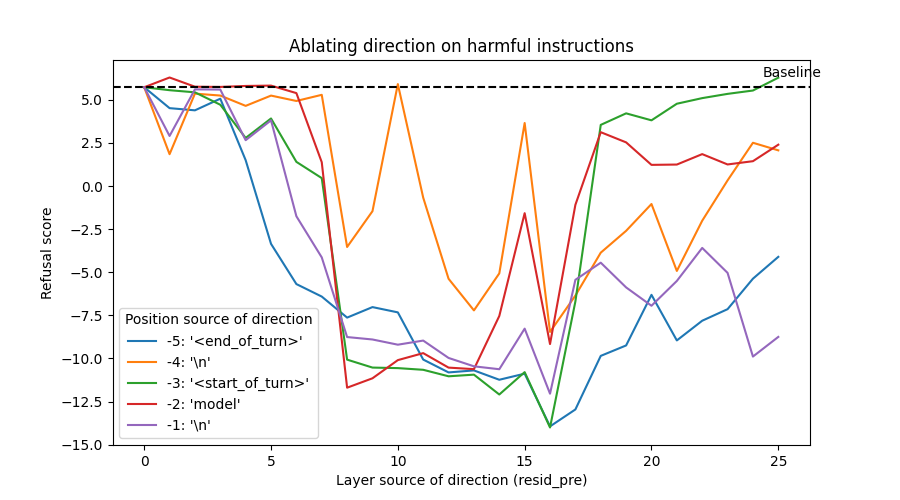 Ablating direction on harmful instructions
Baseline
5.0
2.5
0.0
−2.5
−5.0
−7.5
−10.0
−12.5
−15.0
Refusal score
Position source of direction
-5: '<end_of_turn>'
-4: '\n'
-3: '<start_of_turn>'
-2: 'model'
-1: '\n'
0 5 10 15 20 25
Layer source of direction (resid_pre)